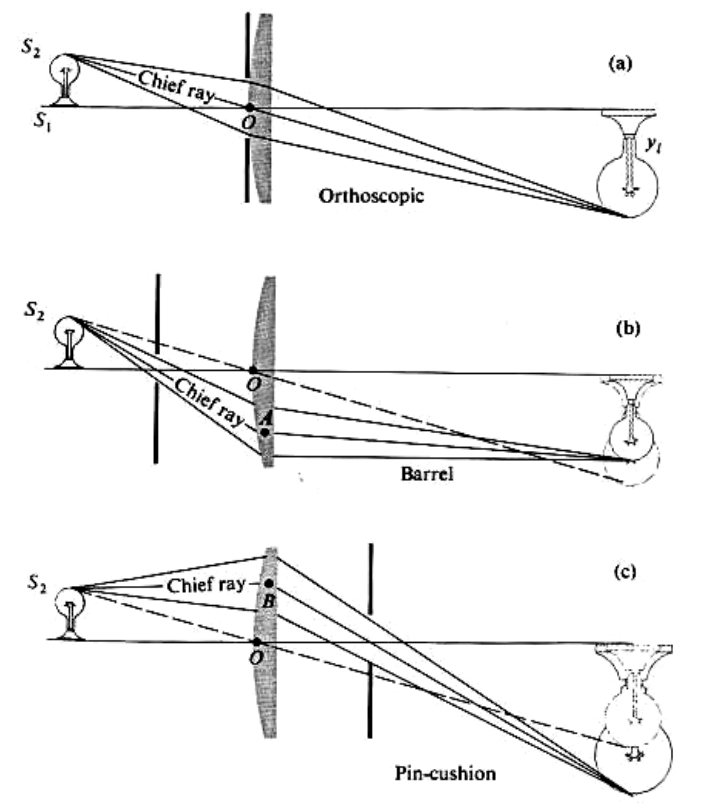 S₂
(a)
Chief ray
O
S₁
yᵢ
Orthoscopic
S₂
(b)
O
Chief ray
A
Barrel
(c)
S₂
Chief ray
B
O
Pin-cushion